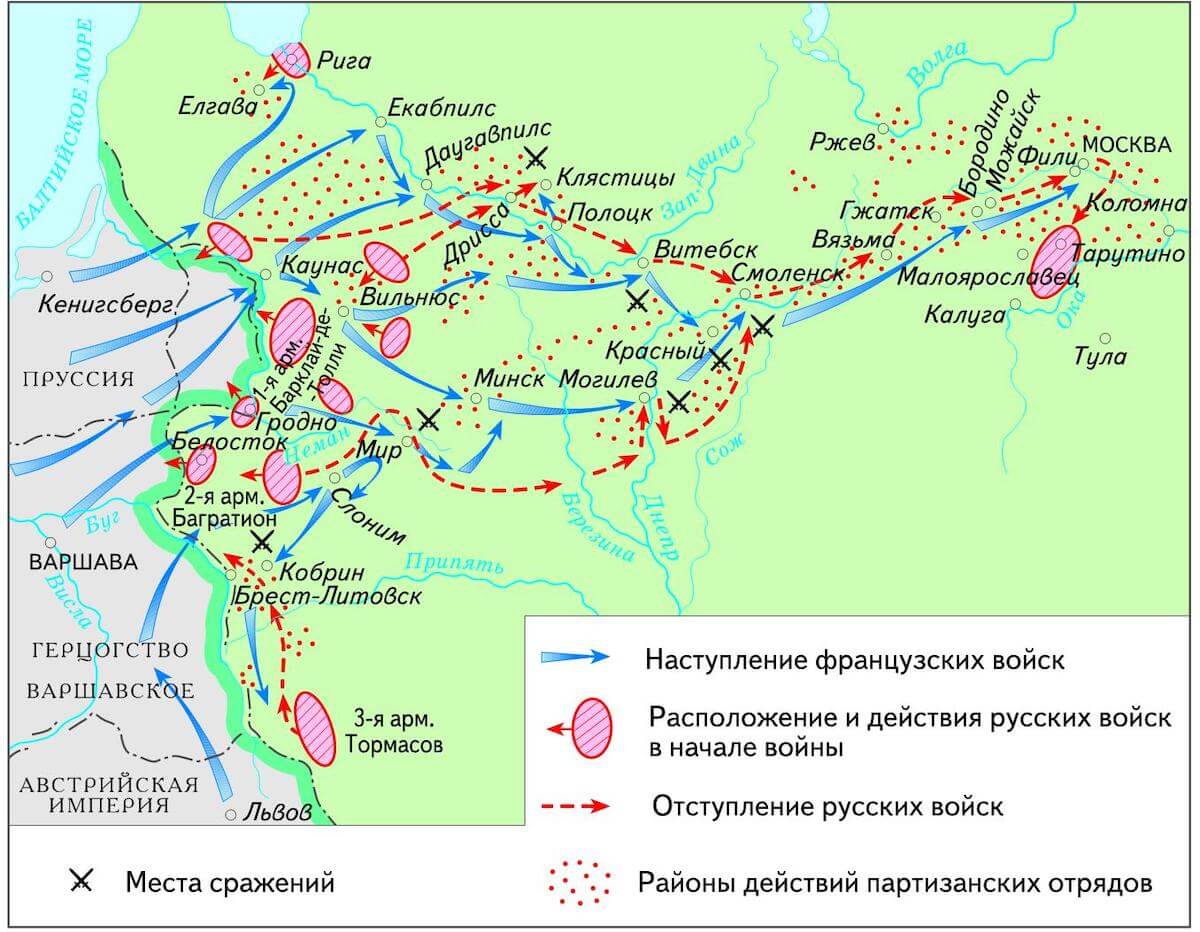 БАЛТИЙСКОЕ МОРЕ
Рига
Елгава
Екабпилс
Даугавпилс
Клястицы
Дрисса
Полоцк
Зап. Двина
Волга
Ржев
Бородино
Можайск
Фили
МОСКВА
Коломна
Гжатск
Вязьма
Тарутино
Малоярославец
Калуга
Ока
Тула
Витебск
Смоленск
Красный
Каунас
Вильнюс
Кенигсберг
ПРУССИЯ
1-я арм.
Барклай-де-
-Толли
Минск
Могилев
Гродно
Неман
Белосток
Мир
2-я арм.
Багратион
Слоним
Сож
Березина
Днепр
Буг
ВАРШАВА
Висла
Кобрин
Припять
Брест-Литовск
ГЕРЦОГСТВО
ВАРШАВСКОЕ
3-я арм.
Тормасов
АВСТРИЙСКАЯ
ИМПЕРИЯ
Львов
Наступление французских войск
Расположение и действия русских войск
в начале войны
Отступление русских войск
Места сражений
Районы действий партизанских отрядов